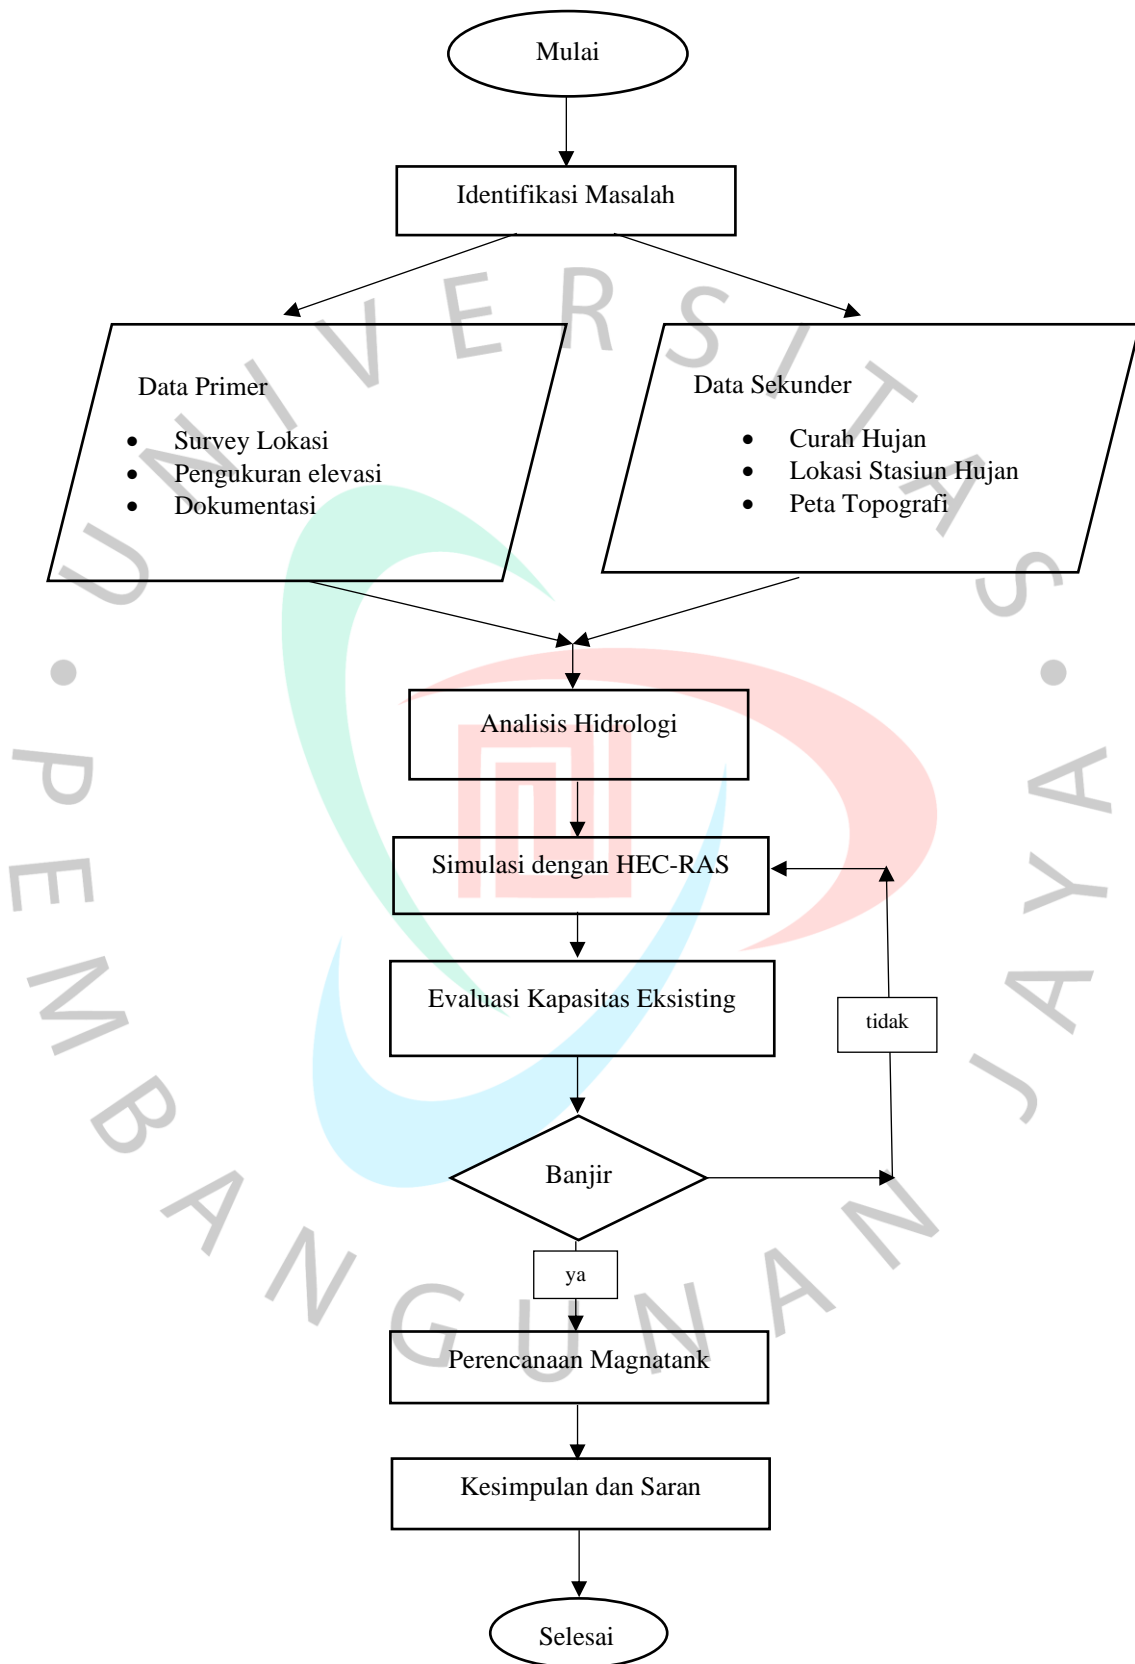 Mulai
Identifikasi Masalah
Data Primer
• Survey Lokasi
• Pengukuran elevasi
• Dokumentasi
Data Sekunder
• Curah Hujan
• Lokasi Stasiun Hujan
• Peta Topografi
Analisis Hidrologi
Simulasi dengan HEC-RAS
Evaluasi Kapasitas Eksisting
tidak
Banjir
ya
Perencanaan Magnatank
Kesimpulan dan Saran
Selesai
• UNIVERSITAS •
PEMBANGUNAN JAYA